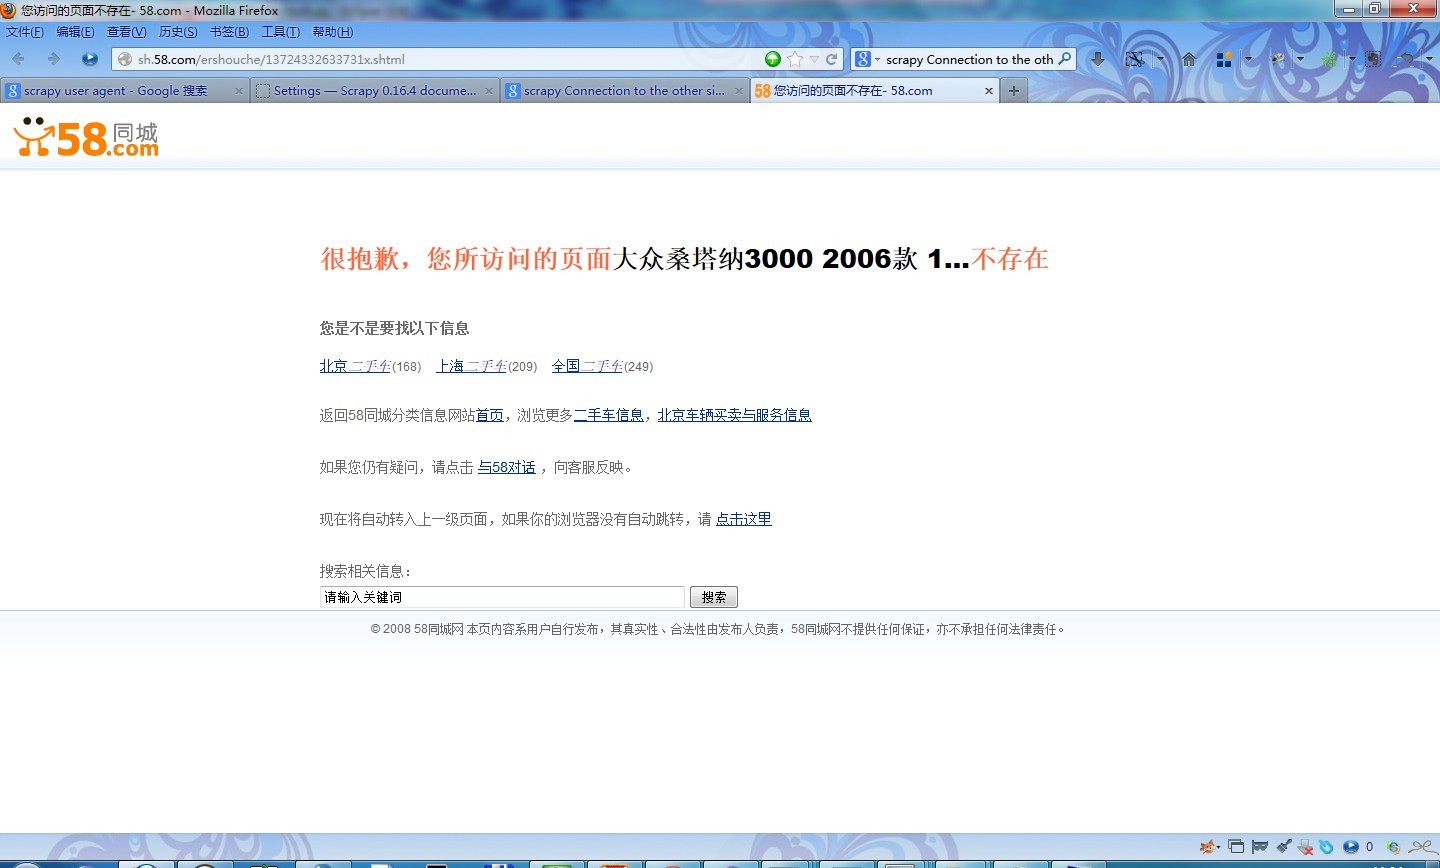 您访问的页面不存在- 58.com - Mozilla Firefox
文件(F) 编辑(E) 查看(V) 历史(S) 书签(B) 工具(T) 帮助(H)
sh.58.com/ershouche/13724332633731x.shtml scrapy Connection to the oth
scrapy user agent - Google 搜索 Settings — Scrapy 0.16.4 docume... scrapy Connection to the other si... 58 您访问的页面不存在- 58.com
58同城.com
很抱歉，您所访问的页面大众桑塔纳3000 2006款 1...不存在
您是不是要找以下信息
北京二手车(168) 上海二手车(209) 全国二手车(249)
返回58同城分类信息网站首页，浏览更多二手车信息，北京车辆买卖与服务信息
如果您仍有疑问，请点击 与58对话 ，向客服反映。
现在将自动转入上一级页面，如果你的浏览器没有自动跳转，请 点击这里
搜索相关信息：
请输入关键词 搜索
© 2008 58同城网 本页内容系用户自行发布，其真实性、合法性由发布人负责，58同城网不提供任何保证，亦不承担任何法律责任。
0